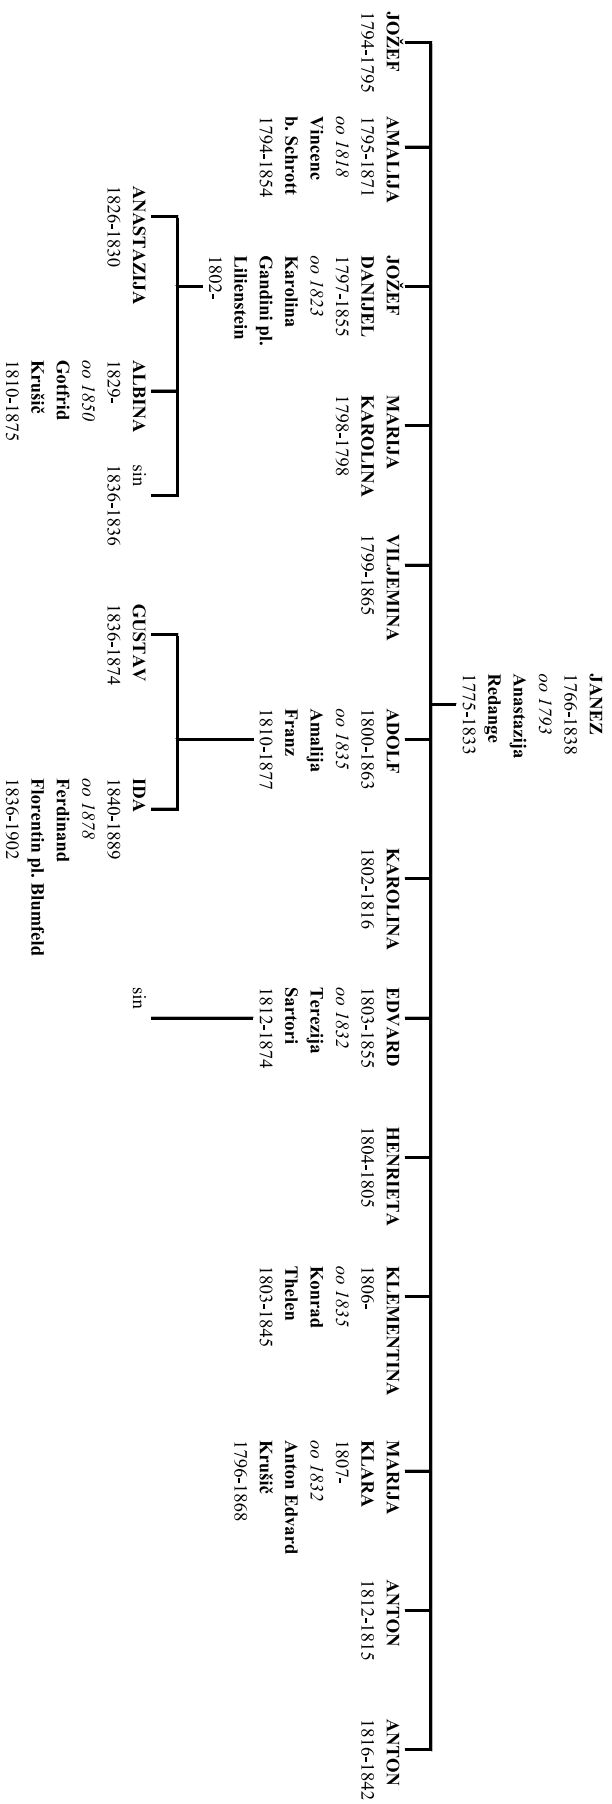 JANEZ
1766-1838
oo 1793
Anastazija
Redange
1775-1833
JOŽEF
1794-1795
AMALIJA
1795-1871
oo 1818
Vincenc
b. Schrott
1794-1854
JOŽEF
DANIJEL
1797-1855
oo 1823
Karolina
Gandini pl.
Lilienstein
1802-
MARIJA
KAROLINA
1798-1798
VILJEMINA
1799-1865
ADOLF
1800-1863
oo 1835
Amalija
Franz
1810-1877
KAROLINA
1802-1816
EDVARD
1803-1855
oo 1832
Terezija
Sartori
1812-1874
HENRIETA
1804-1805
KLEMENTINA
1806-
oo 1835
Konrad
Thelen
1803-1845
MARIJA
KLARA
1807-
oo 1832
Anton Edvard
Krušič
1796-1868
ANTON
1812-1815
ANTON
1816-1842
ANASTAZIJA
1826-1830
ALBINA
1829-
oo 1850
Gotfrid
Krušič
1810-1875
sin
1836-1836
GUSTAV
1836-1874
IDA
1840-1889
oo 1878
Ferdinand
Florentin pl. Blumfeld
1836-1902
sin